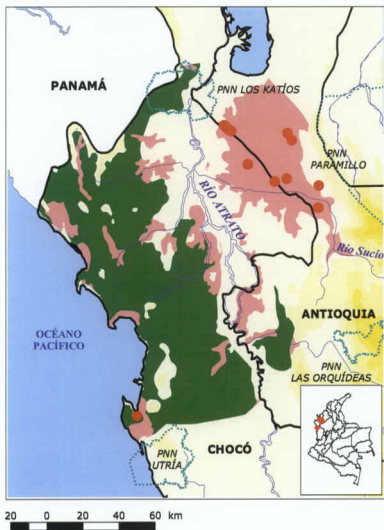 PANAMÁ
PNN LOS KATÍOS
PNN
PARAMILLO
RÍO ATRATO
Río Sucio
OCÉANO
PACÍFICO
ANTIOQUIA
PNN
LAS ORQUÍDEAS
PNN
UTRÍA
CHOCÓ
20 0 20 40 60 km